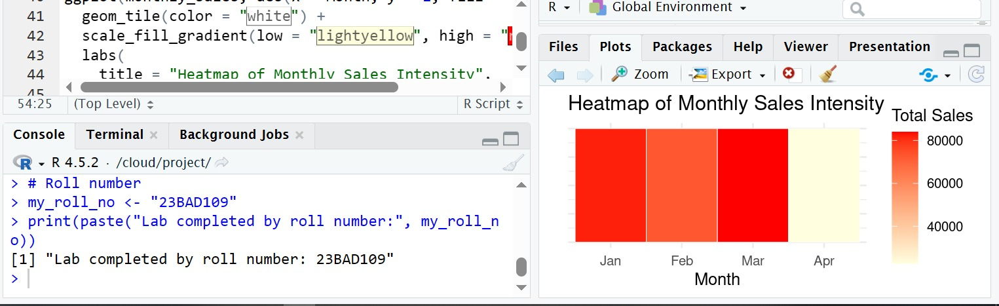 41 geom_tile(color = "white") +
42 scale_fill_gradient(low = "lightyellow", high = "
43 labs(
44 title = "Heatmap of Monthly Sales Intensity",
45
54:25 (Top Level) R Script
Console Terminal Background Jobs
R 4.5.2 · /cloud/project/
> # Roll number
> my_roll_no <- "23BAD109"
> print(paste("Lab completed by roll number:", my_roll_n
o))
[1] "Lab completed by roll number: 23BAD109"
>
R Global Environment
Files Plots Packages Help Viewer Presentation
Zoom Export
Heatmap of Monthly Sales Intensity
Total Sales
80000
60000
40000
Jan Feb Mar Apr
Month